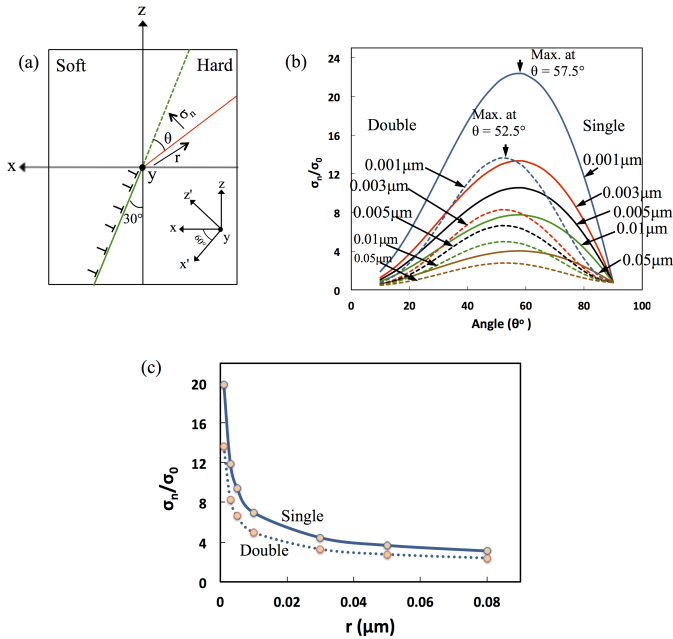 (a)
z
Soft
Hard
σn
θ
r
x
y
30°
z'
z
x
y
60°
x'
(b)
24
20
16
12
8
4
0
σn/σ0
Max. at
θ = 57.5°
Max. at
θ = 52.5°
Double
Single
0.001μm
0.003μm
0.005μm
0.01μm
0.05μm
0.001μm
0.003μm
0.005μm
0.01μm
0.05μm
0
20
40
60
80
100
Angle (θ°)
(c)
20
16
12
8
4
0
σn/σ0
Single
Double
0
0.02
0.04
0.06
0.08
r (μm)